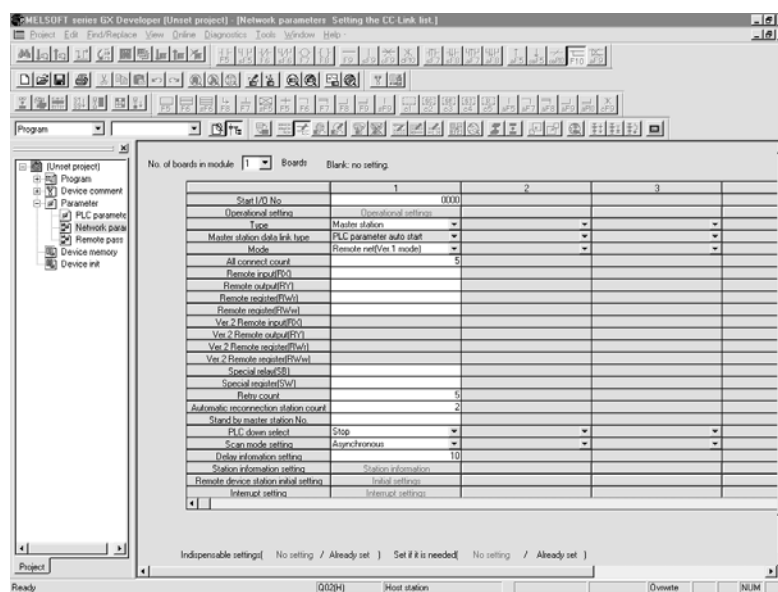 MELSOFT series GX Developer [Unset project] - [Network parameters Setting the CC-Link list.]
Project Edit Find/Replace View Online Diagnostics Tools Window Help
Program
No. of boards in module 1 Boards Blank: no setting.
[Unset project]
Program
Device comment
Parameter
PLC paramete
Network parar
Remote pass
Device memory
Device init
1 2 3
Start I/O No 0000
Operational setting Operational settings
Type Master station
Master station data link type PLC parameter auto start
Mode Remote net(Ver.1 mode)
All connect count 5
Remote input(RX)
Remote output(RY)
Remote register(RWr)
Remote register(RWw)
Ver.2 Remote input(RX)
Ver.2 Remote output(RY)
Ver.2 Remote register(RWr)
Ver.2 Remote register(RWw)
Special relay(SB)
Special register(SW)
Retry count 5
Automatic reconnection station count 2
Stand by master station No.
PLC down select Stop
Scan mode setting Asynchronous
Delay infomation setting 10
Station information setting Station information
Remote device station initial setting Initial settings
Interrupt setting Interrupt settings
Indispensable settings( No setting / Already set ) Set if it is needed( No setting / Already set )
Project
Ready Q02(H) Host station Ovrwrte NUM